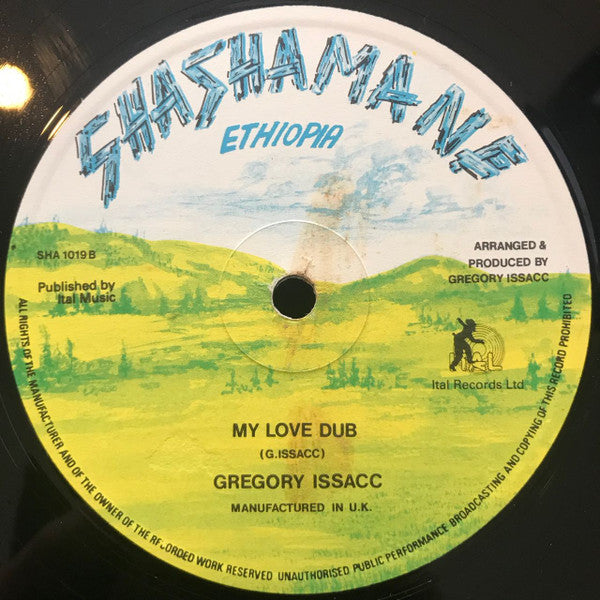 SHASHAMANE
ETHIOPIA
SHA 1019 B
Published by
Ital Music
ARRANGED &
PRODUCED BY
GREGORY ISSACC
ITAL
Ital Records Ltd.
MY LOVE DUB
(G.ISSACC)
GREGORY ISSACC
MANUFACTURED IN U.K.
ALL RIGHTS OF THE MANUFACTURER AND OF THE OWNER OF THE RECORDED WORK RESERVED UNAUTHORISED PUBLIC PERFORMANCE BROADCASTING AND COPYING OF THIS RECORD PROHIBITED